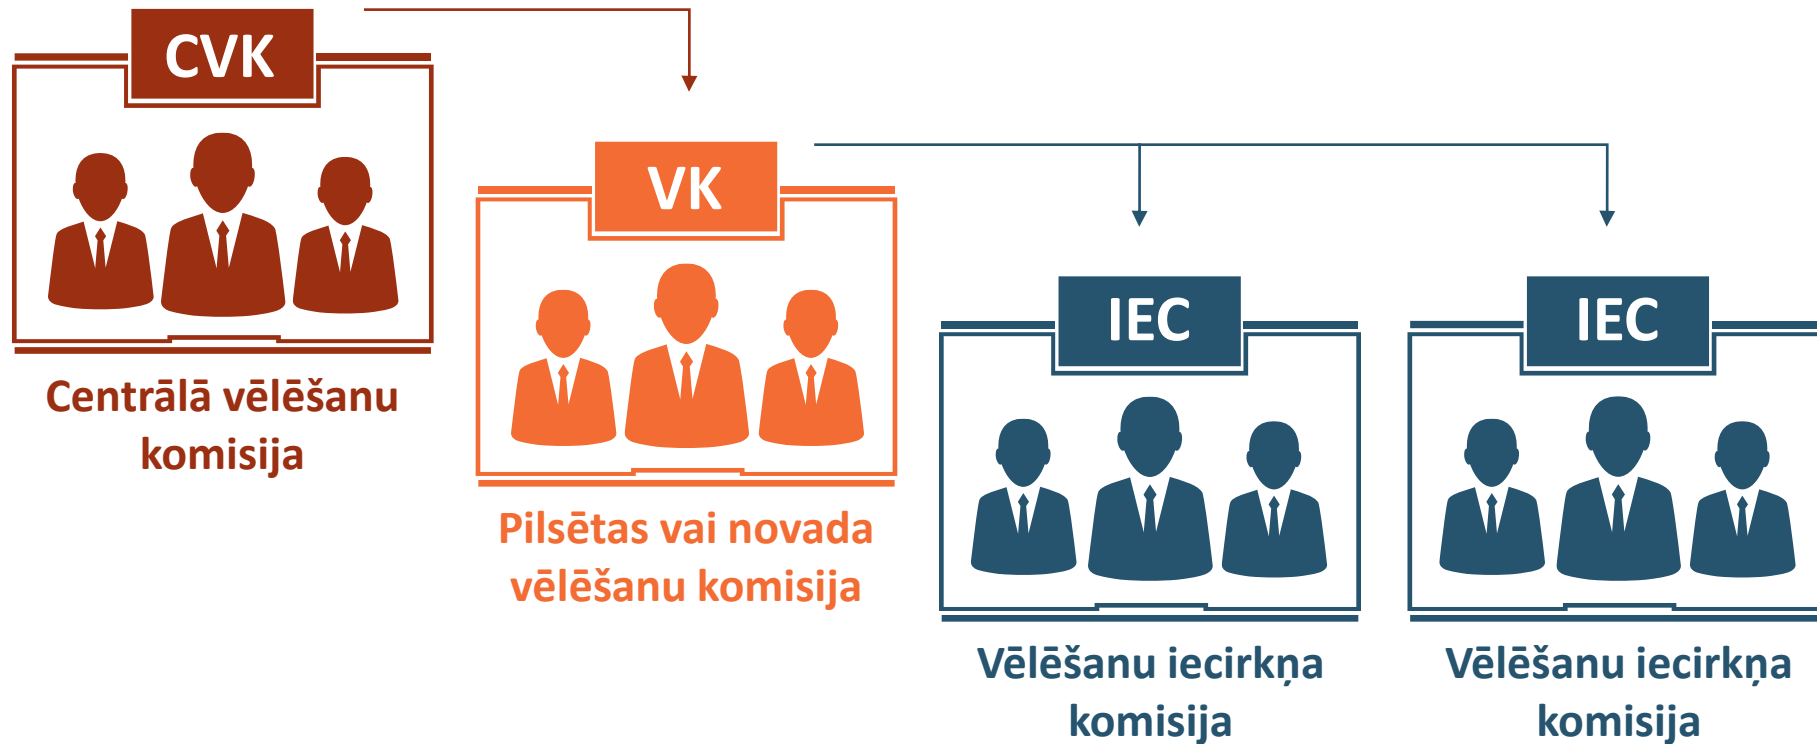 CVK
Centrālā vēlēšanu
komisija
VK
Pilsētas vai novada
vēlēšanu komisija
IEC
Vēlēšanu iecirkņa
komisija
IEC
Vēlēšanu iecirkņa
komisija